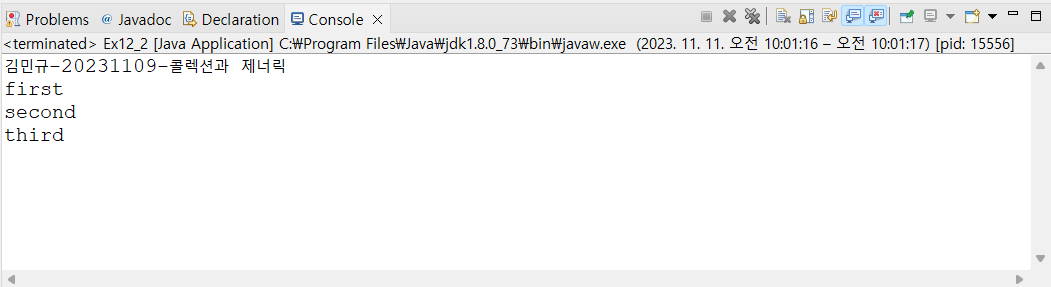 Problems @ Javadoc Declaration Console
<terminated> Ex12_2 [Java Application] C:₩Program Files₩Java₩jdk1.8.0_73₩bin₩javaw.exe (2023. 11. 11. 오전 10:01:16 – 오전 10:01:17) [pid: 15556]
김민규-20231109-콜렉션과 제너릭
first
second
third